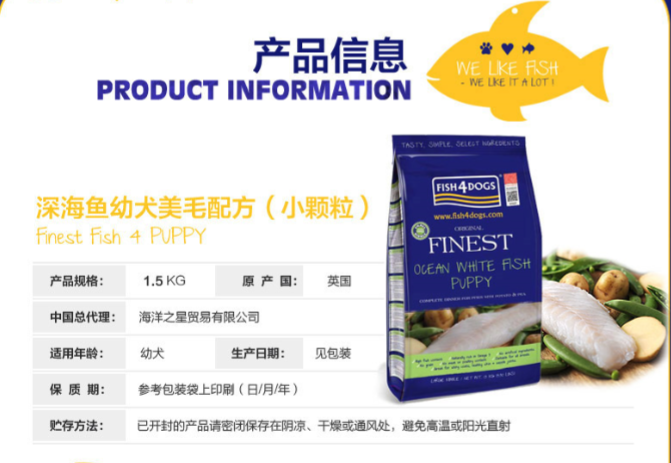 产品信息
PRODUCT INFORMATION
WE LIKE FISH
- WE LIKE IT A LOT!
深海鱼幼犬美毛配方（小颗粒）
Finest Fish 4 PUPPY
产品规格： 1.5 KG 原 产 国： 英国
中国总代理： 海洋之星贸易有限公司
适用年龄： 幼犬 生产日期： 见包装
保 质 期： 参考包装袋上印刷（日/月/年）
贮存方法： 已开封的产品请密闭保存在阴凉、干燥或通风处，避免高温或阳光直射
TASTY, SIMPLE, SELECT INGREDIENTS
FISH4DOGS
www.fish4dogs.com
ORIGINAL
FINEST
OCEAN WHITE FISH
PUPPY